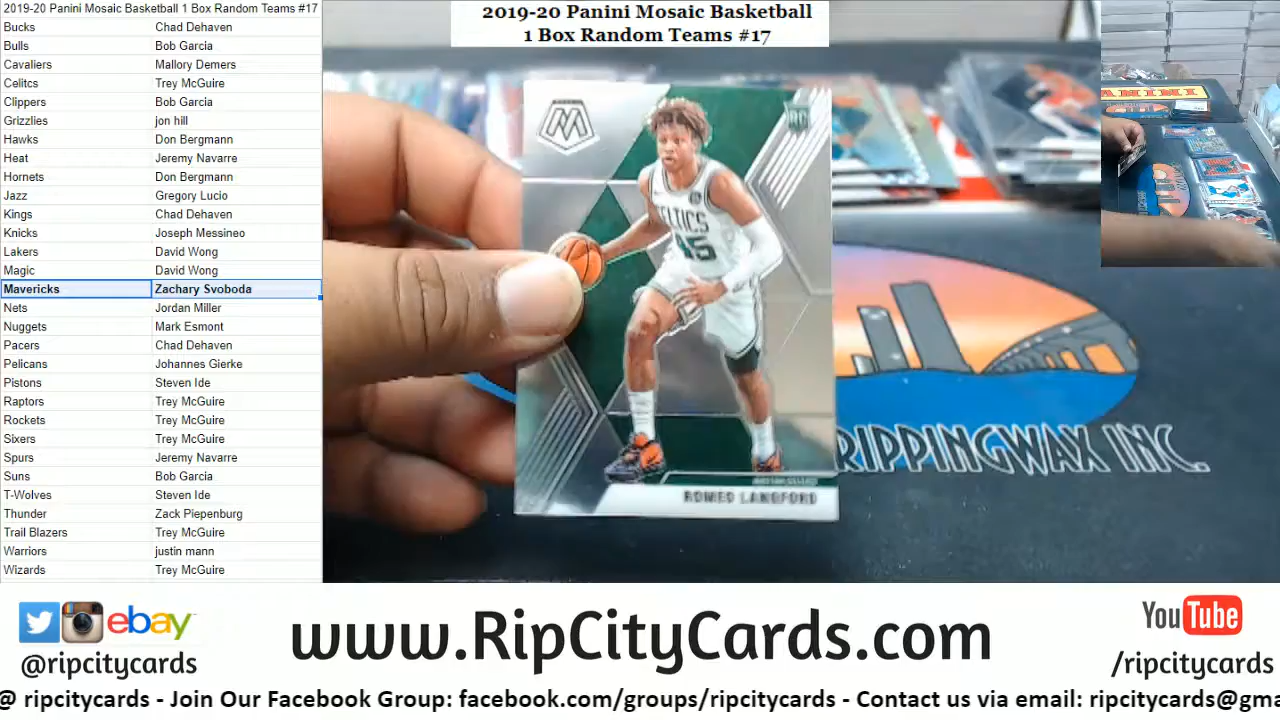 2019-20 Panini Mosaic Basketball 1 Box Random Teams #17
Bucks Chad Dehaven
Bulls Bob Garcia
Cavaliers Mallory Demers
Celitcs Trey McGuire
Clippers Bob Garcia
Grizzlies jon hill
Hawks Don Bergmann
Heat Jeremy Navarre
Hornets Don Bergmann
Jazz Gregory Lucio
Kings Chad Dehaven
Knicks Joseph Messineo
Lakers David Wong
Magic David Wong
Mavericks Zachary Svoboda
Nets Jordan Miller
Nuggets Mark Esmont
Pacers Chad Dehaven
Pelicans Johannes Gierke
Pistons Steven Ide
Raptors Trey McGuire
Rockets Trey McGuire
Sixers Trey McGuire
Spurs Jeremy Navarre
Suns Bob Garcia
T-Wolves Steven Ide
Thunder Zack Piepenburg
Trail Blazers Trey McGuire
Warriors justin mann
Wizards Trey McGuire
2019-20 Panini Mosaic Basketball
1 Box Random Teams #17
RC
CELTICS
45
ROMEO LANGFORD
RIPPINGWAX INC.
PANINI
ebay
@ripcitycards
www.RipCityCards.com
YouTube
/ripcitycards
@ ripcitycards - Join Our Facebook Group: facebook.com/groups/ripcitycards - Contact us via email: ripcitycards@gma